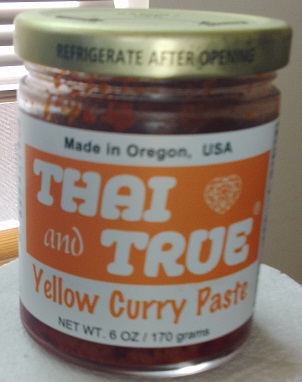 REFRIGERATE AFTER OPENING
Made in Oregon, USA
THAI
and TRUE®
Yellow Curry Paste
NET WT. 6 OZ / 170 grams